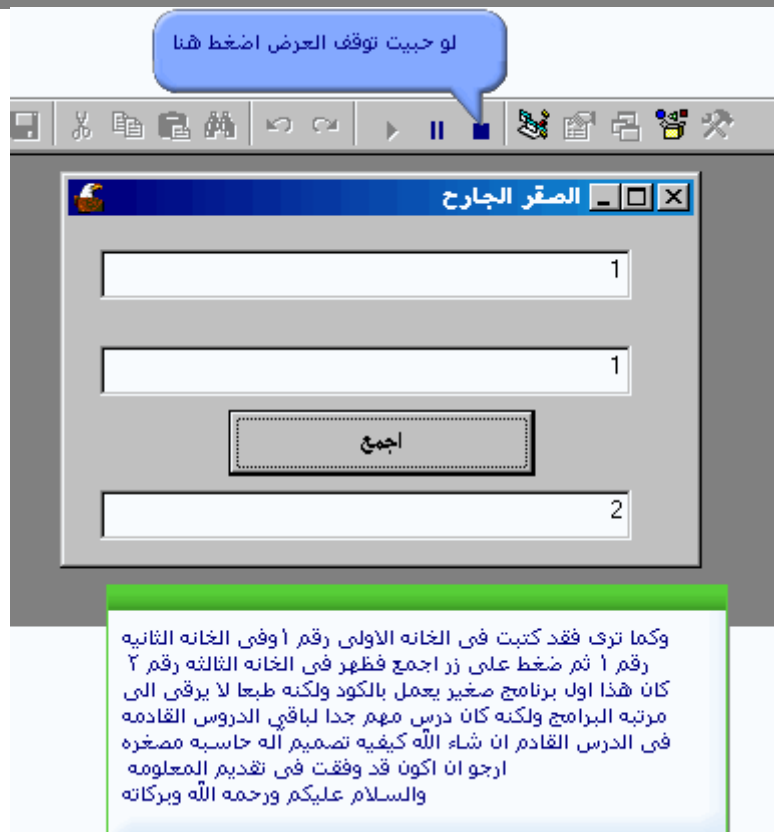 لو حبيت توقف العرض اضغط هنا
الصقر الجارح
1
1
اجمع
2
وكما ترى فقد كتبت فى الخانه الاولى رقم ١ وفى الخانه الثانيه
رقم ١ ثم ضغط على زر اجمع فظهر فى الخانه الثالثه رقم ٢
كان هذا اول برنامج صغير يعمل بالكود ولكنه طبعا لا يرقى الى
مرتبه البرامج ولكنه كان درس مهم جدا لباقي الدروس القادمه
فى الدرس القادم ان شاء الله كيفيه تصميم آله حاسبه مصغره
ارجو ان اكون قد وفقت فى تقديم المعلومه
والسلام عليكم ورحمه الله وبركاته